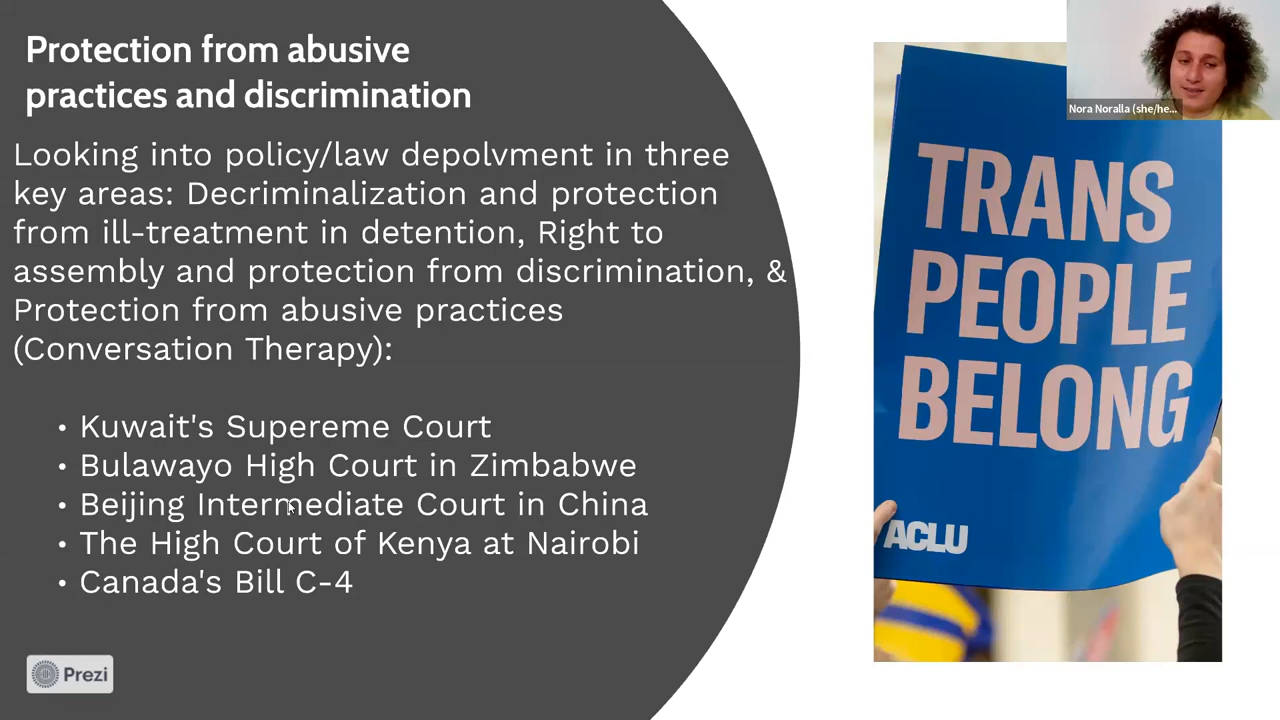 Protection from abusive
practices and discrimination
Looking into policy/law depolvment in three
key areas: Decriminalization and protection
from ill-treatment in detention, Right to
assembly and protection from discrimination, &
Protection from abusive practices
(Conversation Therapy):
• Kuwait's Supereme Court
• Bulawayo High Court in Zimbabwe
• Beijing Intermediate Court in China
• The High Court of Kenya at Nairobi
• Canada's Bill C-4
Prezi
Nora Noralla (she/he...
TRANS
PEOPLE
BELONG
ACLU